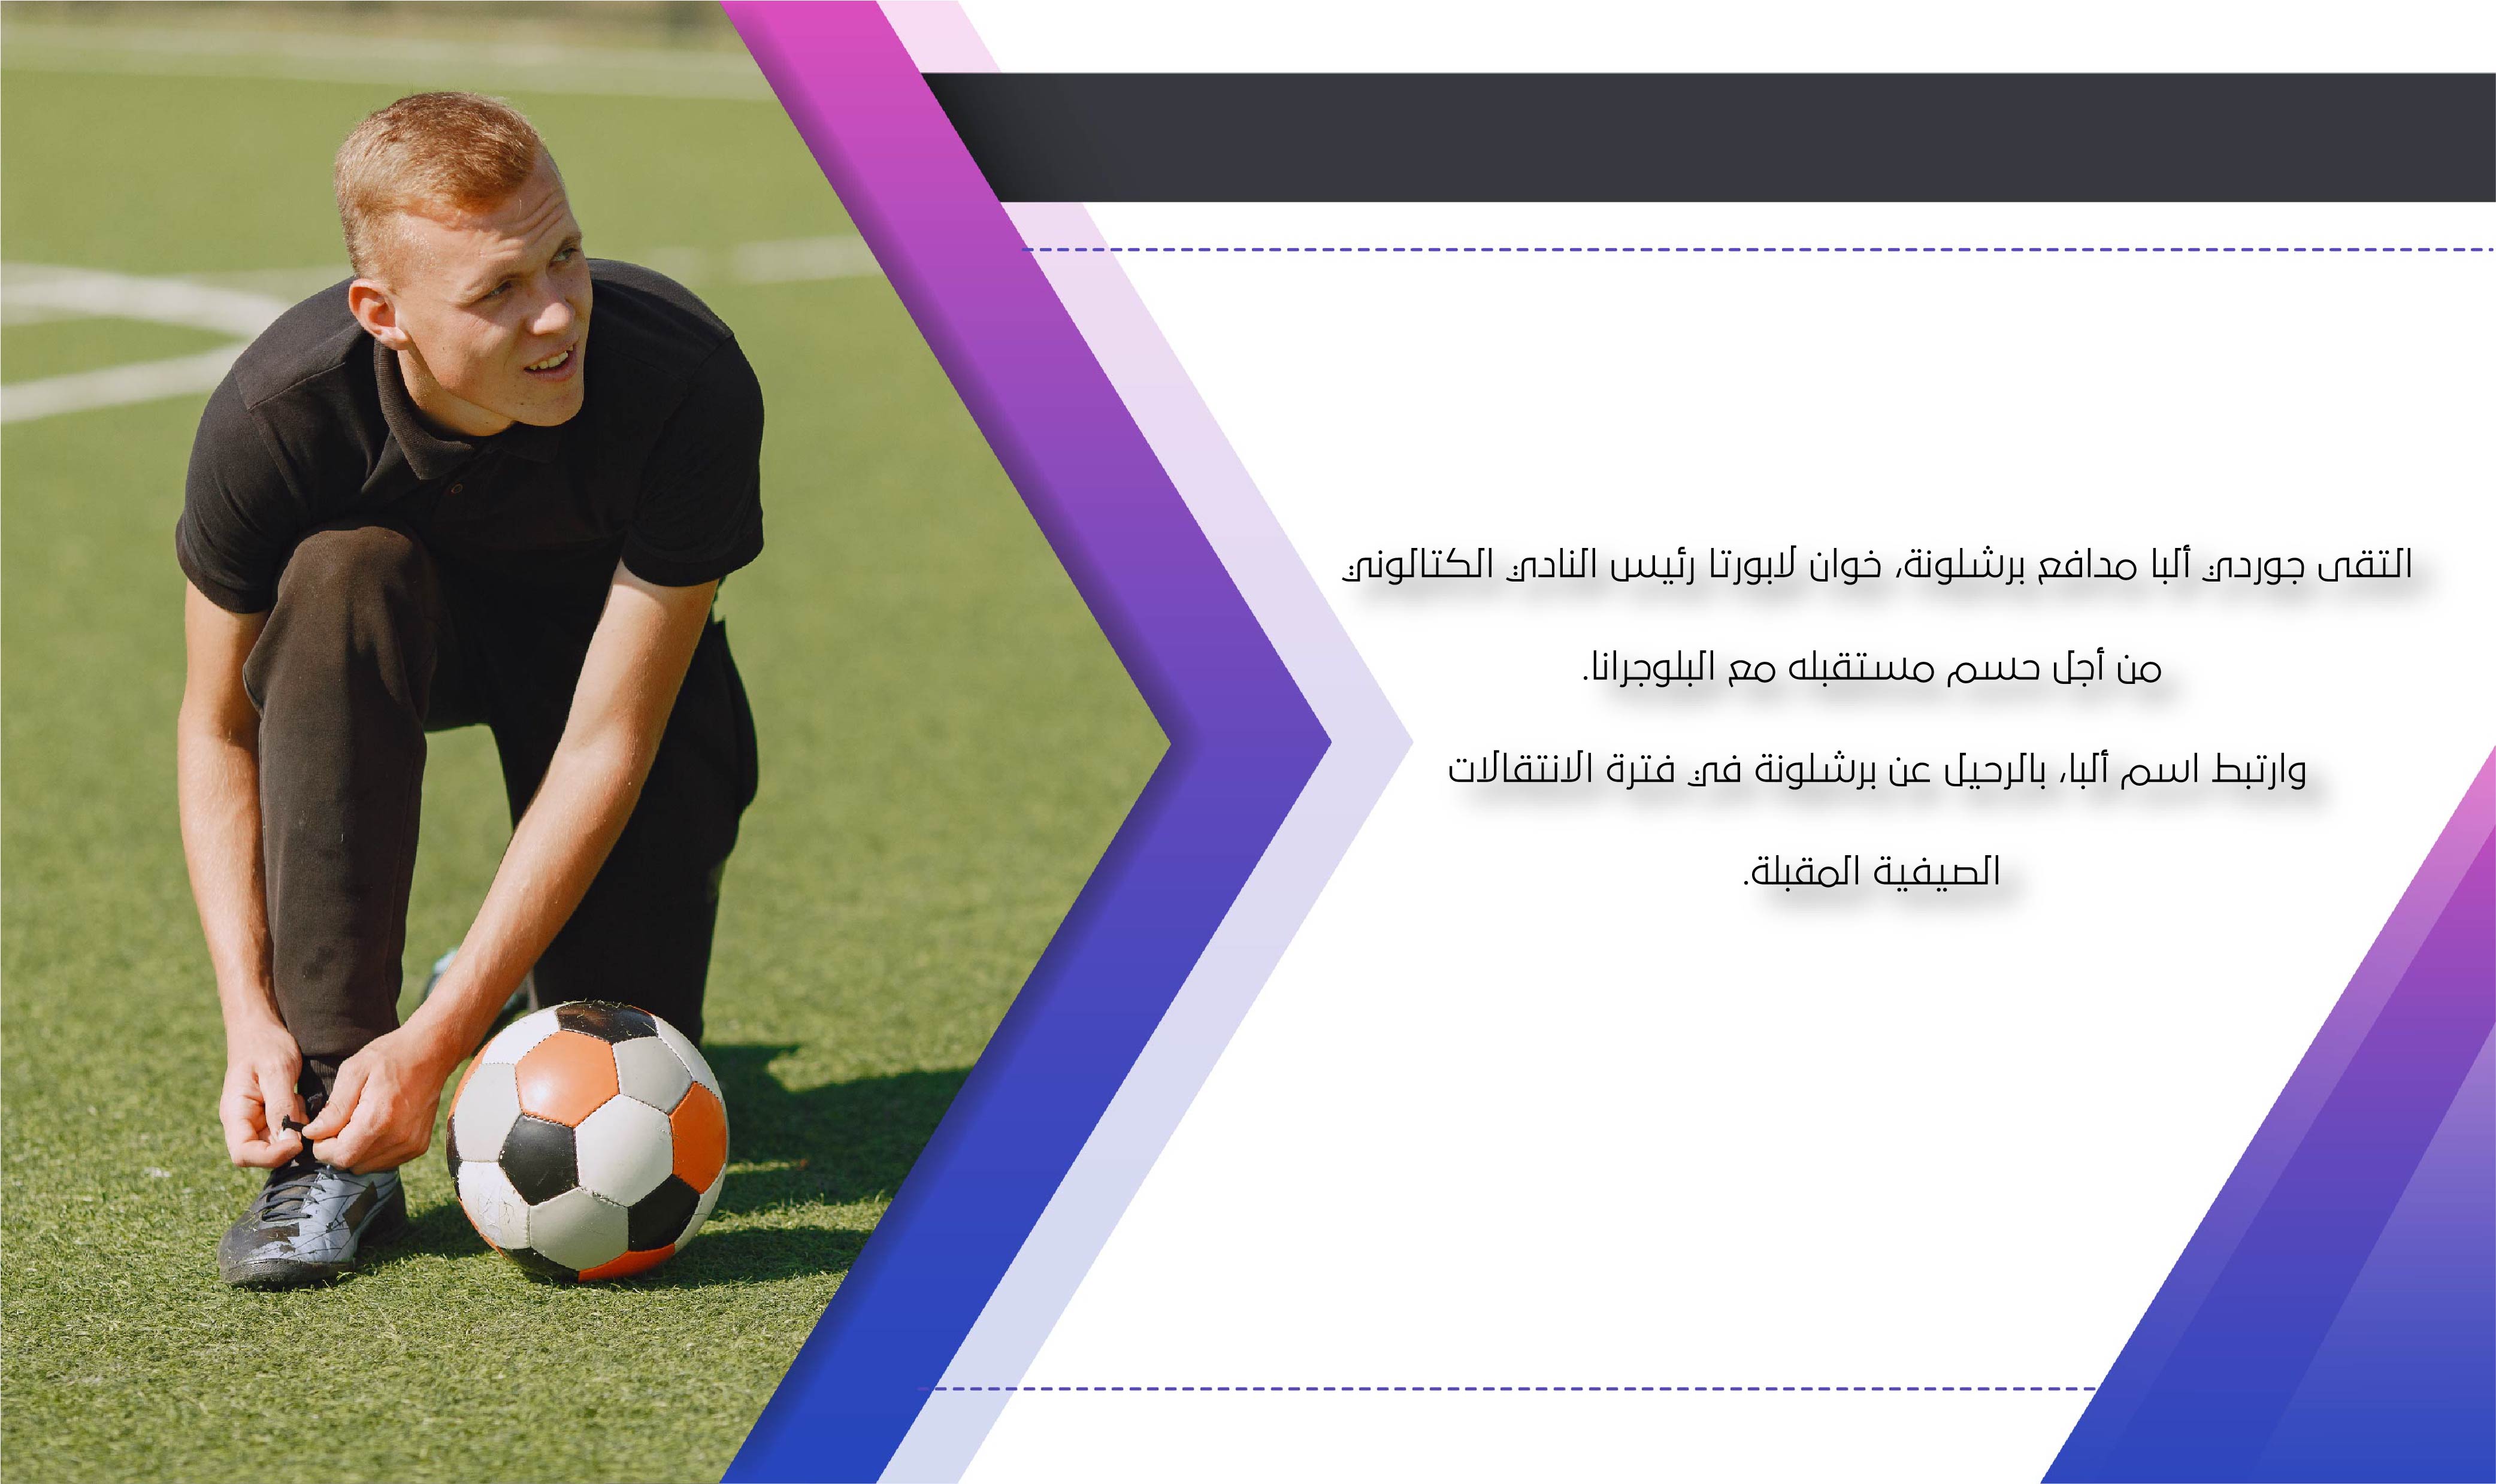 التقى جوردي ألبا مدافع برشلونة، خوان لابورتا رئيس النادي الكتالوني
من أجل حسم مستقبله مع البلوجرانا.
وارتبط اسم ألبا، بالرحيل عن برشلونة في فترة الانتقالات
الصيفية المقبلة.